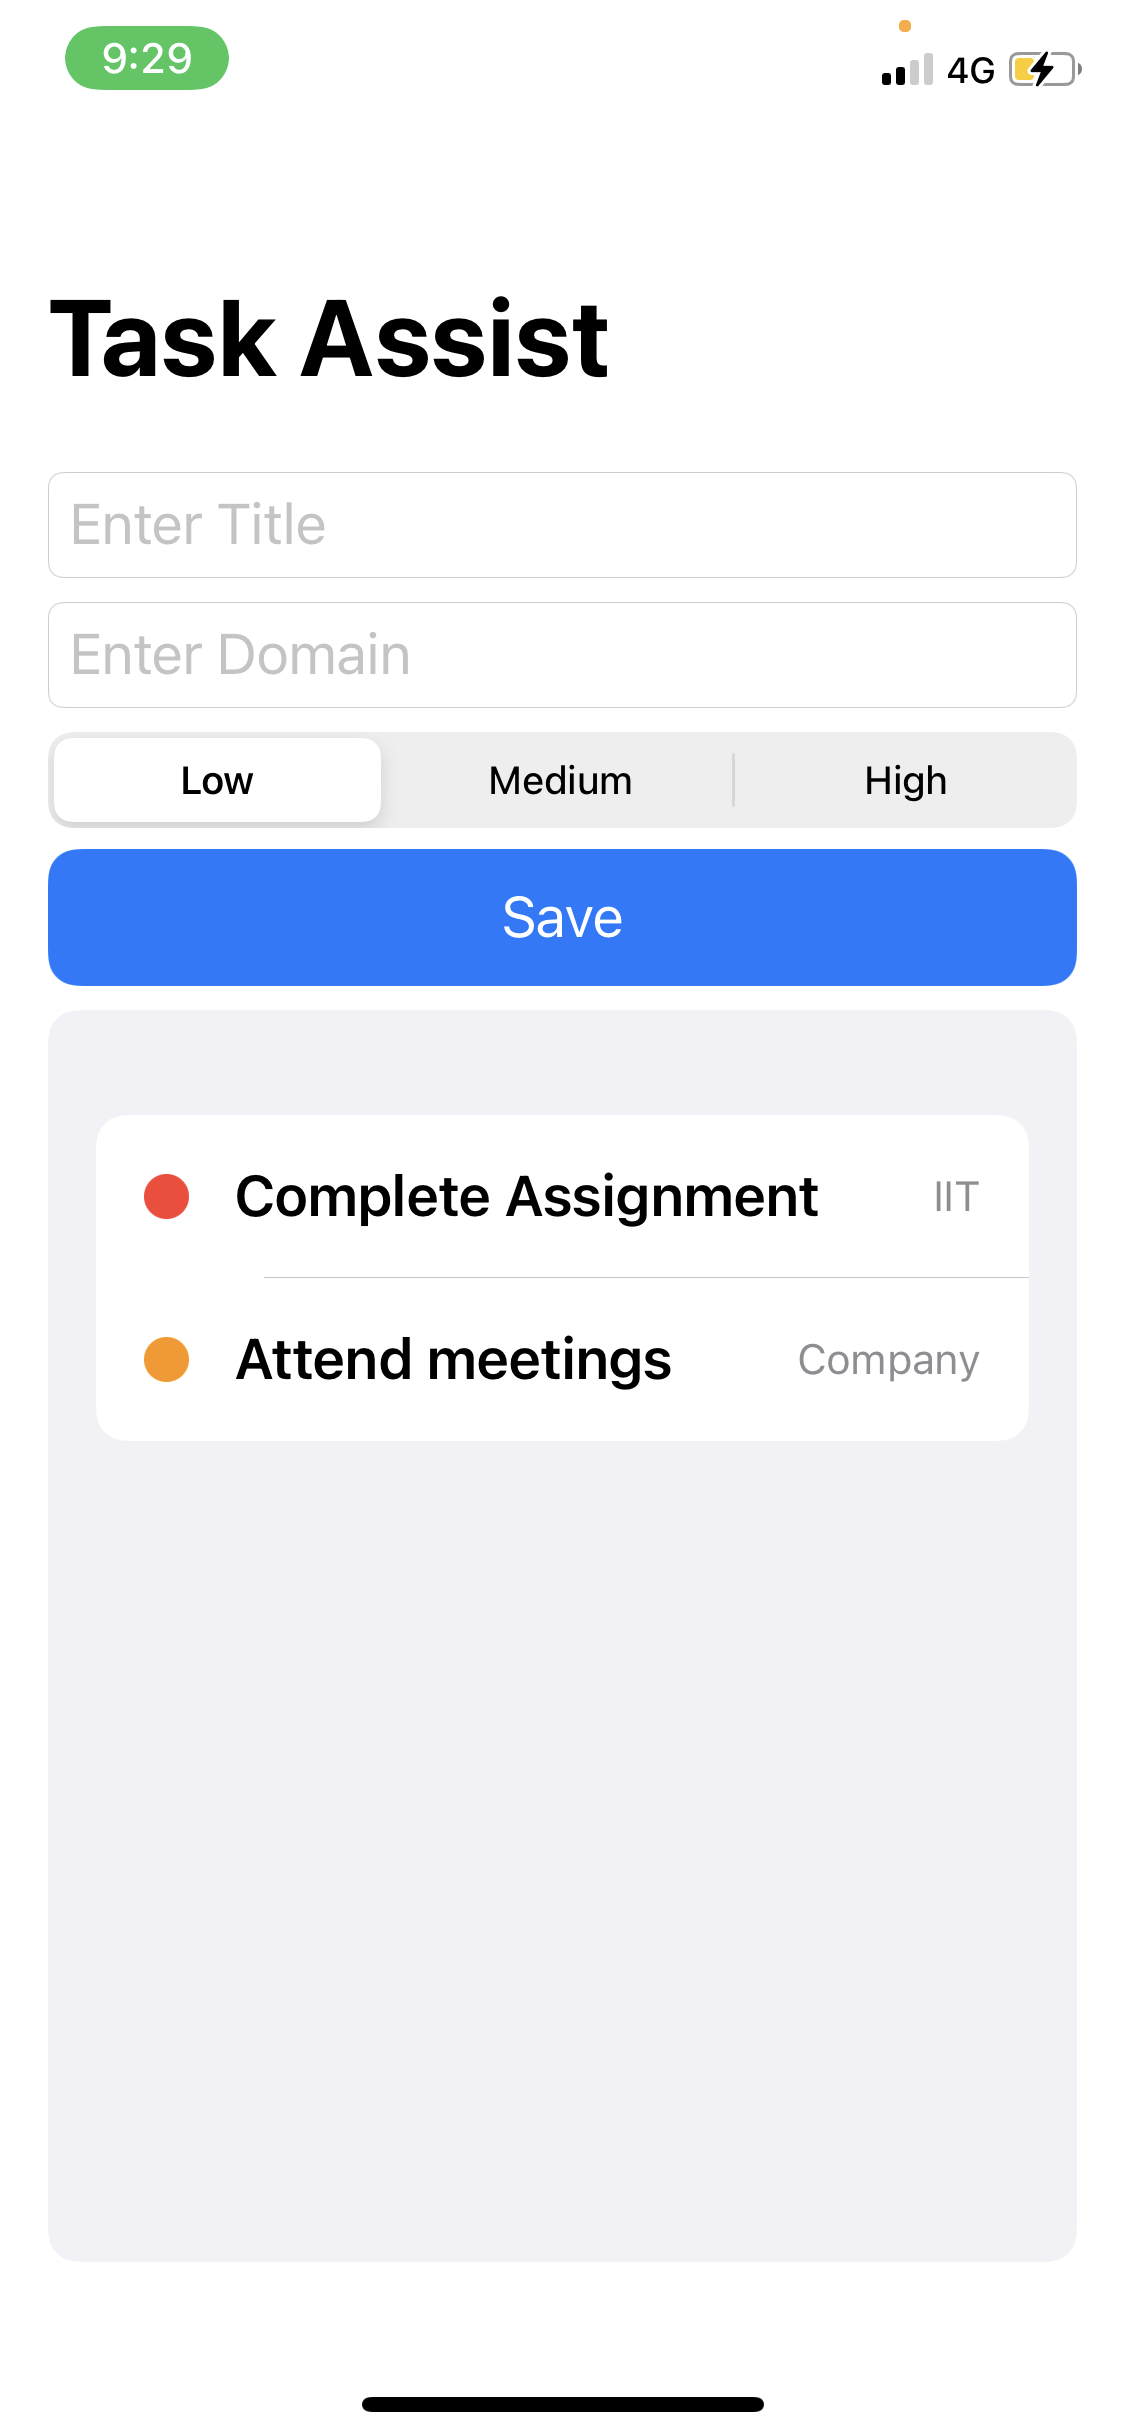 9:29
4G
Task Assist
Enter Title
Enter Domain
Low Medium High
Save
Complete Assignment IIT
Attend meetings Company